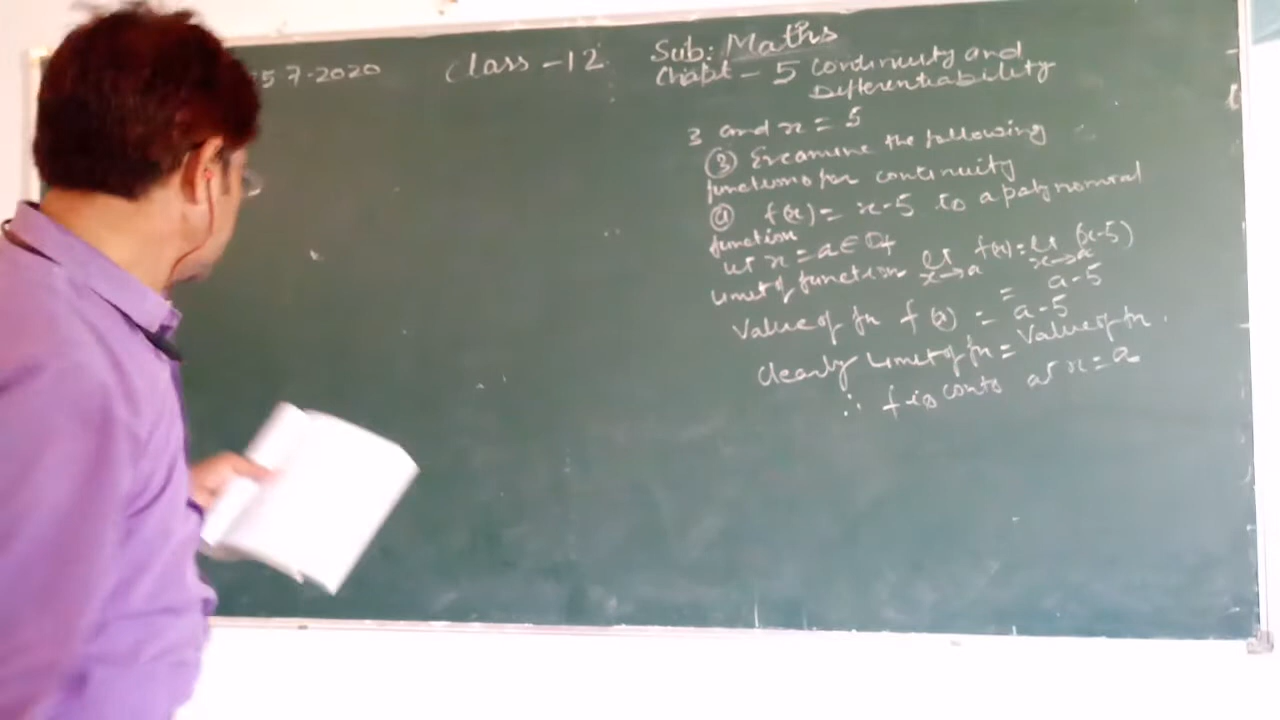 5 7-2020
Class - 12
Sub: Maths
Chapt - 5 Continuity and
Differentiability
3 and x = 5
③ Examine the following
functions for continuity
ⓐ f(x) = x-5 is a polynomial
function
let x = a ∈
limit of function lt x→a f(x) = lt x→a (x-5)
= a-5
Value of fn f(a) = a-5
Clearly limit of fn = Value of fn.
∴ f is conts at x = a